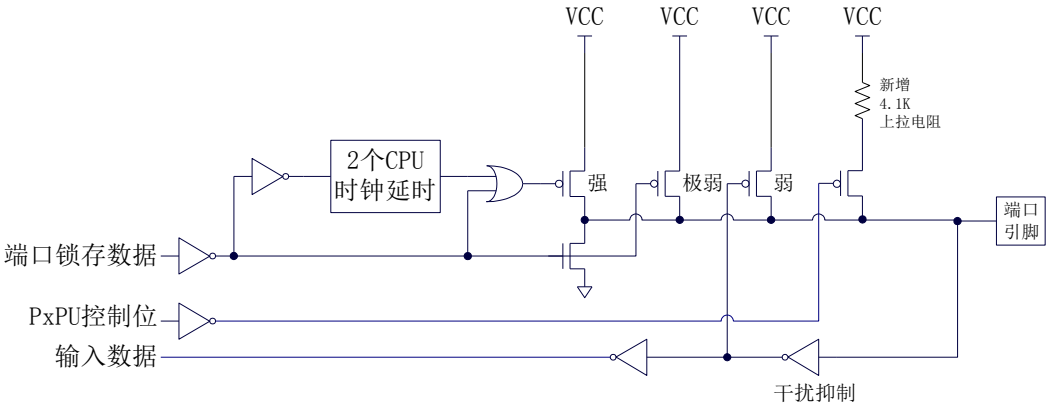 VCC VCC VCC VCC
新增
4.1K
上拉电阻
2个CPU
时钟延时
强
极弱
弱
端口
引脚
端口锁存数据
PxPU控制位
输入数据
干扰抑制